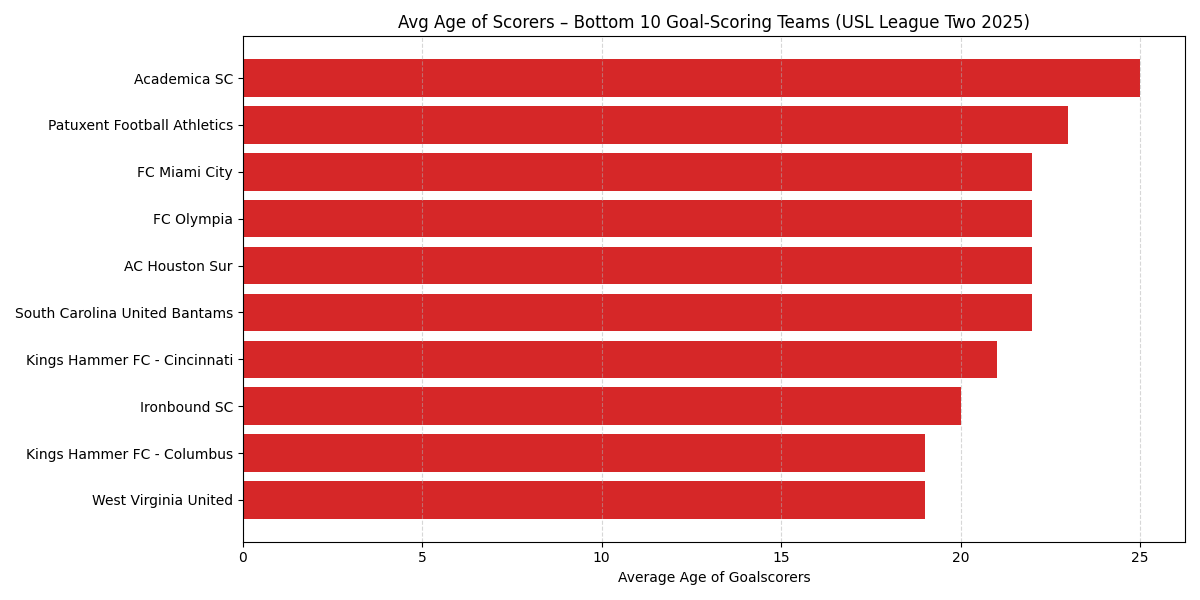 Avg Age of Scorers – Bottom 10 Goal-Scoring Teams (USL League Two 2025)
Academica SC
Patuxent Football Athletics
FC Miami City
FC Olympia
AC Houston Sur
South Carolina United Bantams
Kings Hammer FC - Cincinnati
Ironbound SC
Kings Hammer FC - Columbus
West Virginia United
0 5 10 15 20 25
Average Age of Goalscorers